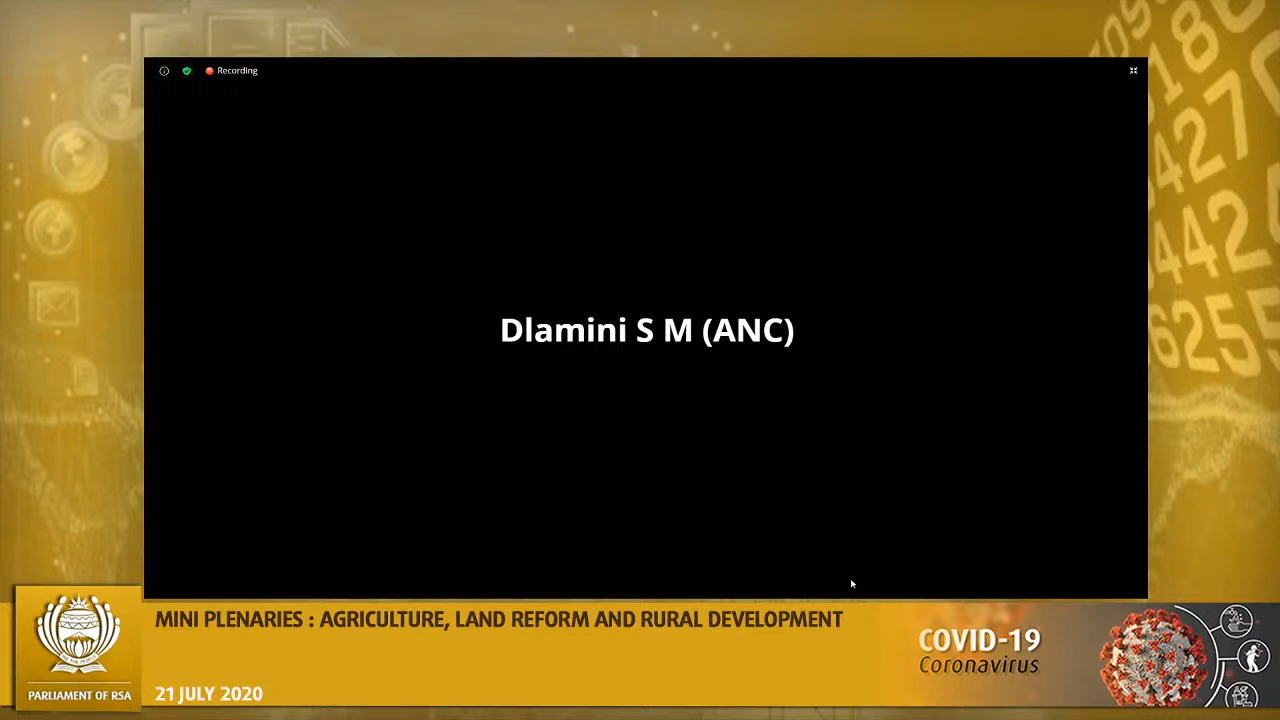 Recording
Dlamini S M (ANC)
MINI PLENARIES : AGRICULTURE, LAND REFORM AND RURAL DEVELOPMENT
COVID-19
Coronavirus
PARLIAMENT OF RSA
21 JULY 2020